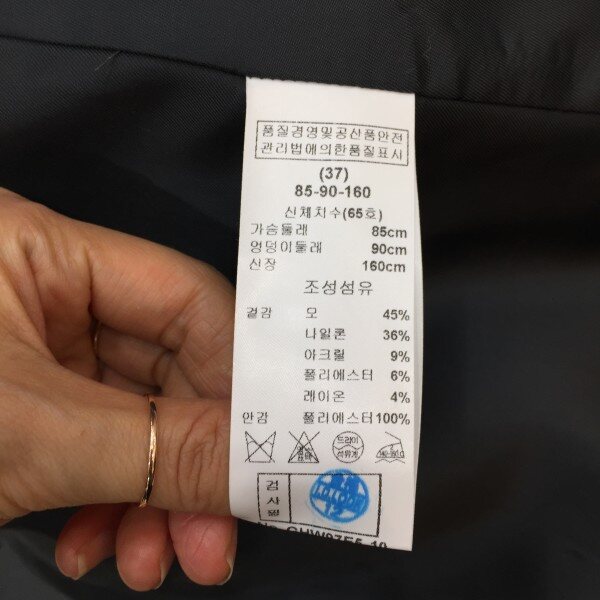 품질경영및공산품안전
관리법에의한품질표시
(37)
85-90-160
신체치수(65호)
가슴둘레 85cm
엉덩이둘레 90cm
신장 160cm
조성섬유
겉감 모 45%
나일론 36%
아크릴 9%
폴리에스터 6%
레이온 4%
안감 폴리에스터100%
드라이
석유계
검
사
필